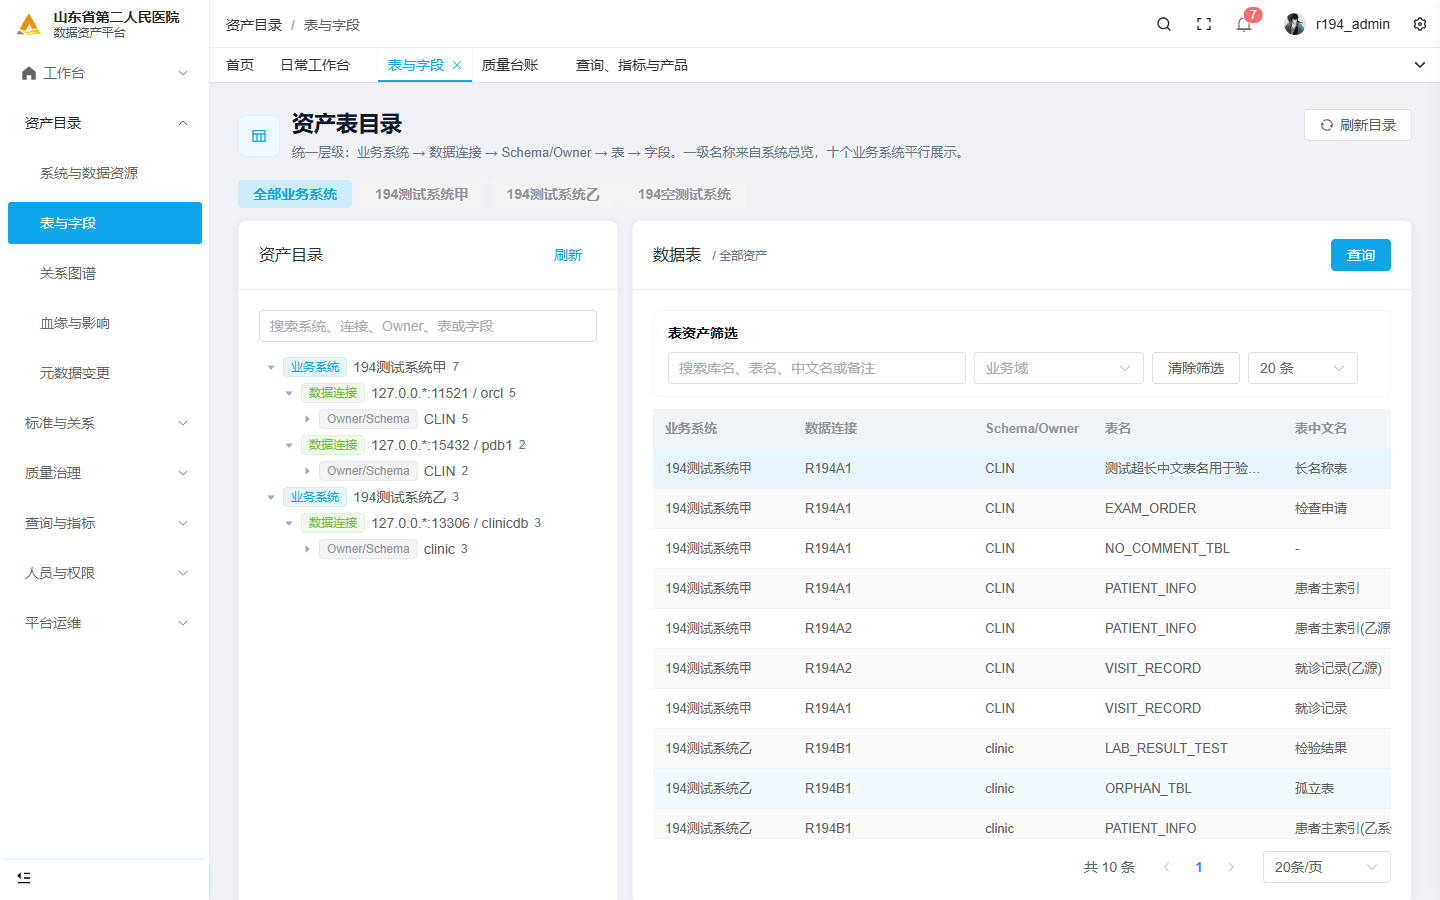 山东省第二人民医院
数据资产平台
资产目录 / 表与字段
7
r194_admin
首页 日常工作台 表与字段 质量台账 查询、指标与产品
工作台
资产目录
系统与数据资源
表与字段
关系图谱
血缘与影响
元数据变更
标准与关系
质量治理
查询与指标
人员与权限
平台运维
资产表目录
统一层级：业务系统 → 数据连接 → Schema/Owner → 表 → 字段。一级名称来自系统总览，十个业务系统平行展示。
刷新目录
全部业务系统 194测试系统甲 194测试系统乙 194空测试系统
资产目录 刷新
搜索系统、连接、Owner、表或字段
业务系统 194测试系统甲 7
数据连接 127.0.0.*:11521 / orcl 5
Owner/Schema CLIN 5
数据连接 127.0.0.*:15432 / pdb1 2
Owner/Schema CLIN 2
业务系统 194测试系统乙 3
数据连接 127.0.0.*:13306 / clinicdb 3
Owner/Schema clinic 3
数据表 / 全部资产 查询
表资产筛选
搜索库名、表名、中文名或备注 业务域 清除筛选 20 条
业务系统 数据连接 Schema/Owner 表名 表中文名
194测试系统甲 R194A1 CLIN 测试超长中文表名用于验... 长名称表
194测试系统甲 R194A1 CLIN EXAM_ORDER 检查申请
194测试系统甲 R194A1 CLIN NO_COMMENT_TBL -
194测试系统甲 R194A1 CLIN PATIENT_INFO 患者主索引
194测试系统甲 R194A2 CLIN PATIENT_INFO 患者主索引(乙源
194测试系统甲 R194A2 CLIN VISIT_RECORD 就诊记录(乙源)
194测试系统甲 R194A1 CLIN VISIT_RECORD 就诊记录
194测试系统乙 R194B1 clinic LAB_RESULT_TEST 检验结果
194测试系统乙 R194B1 clinic ORPHAN_TBL 孤立表
194测试系统乙 R194B1 clinic PATIENT_INFO 患者主索引(乙系
共 10 条 1 20条/页